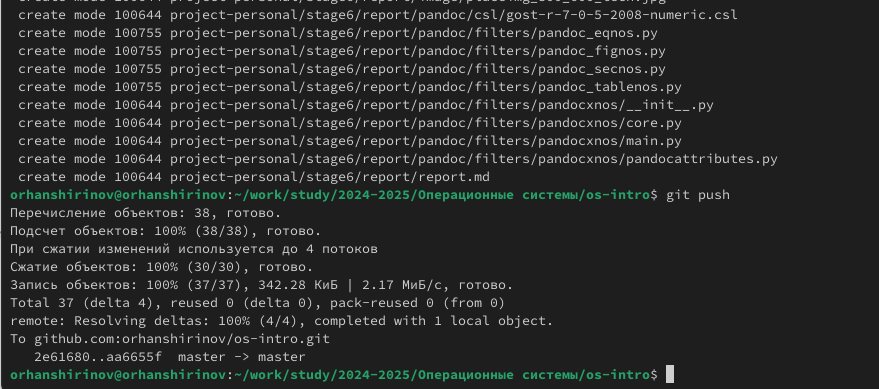 create mode 100644 project-personal/stage6/report/pandoc/csl/gost-r-7-0-5-2008-numeric.csl
create mode 100755 project-personal/stage6/report/pandoc/filters/pandoc_eqnos.py
create mode 100755 project-personal/stage6/report/pandoc/filters/pandoc_fignos.py
create mode 100755 project-personal/stage6/report/pandoc/filters/pandoc_secnos.py
create mode 100755 project-personal/stage6/report/pandoc/filters/pandoc_tablenos.py
create mode 100644 project-personal/stage6/report/pandoc/filters/pandocxnos/__init__.py
create mode 100644 project-personal/stage6/report/pandoc/filters/pandocxnos/core.py
create mode 100644 project-personal/stage6/report/pandoc/filters/pandocxnos/main.py
create mode 100644 project-personal/stage6/report/pandoc/filters/pandocxnos/pandocattributes.py
create mode 100644 project-personal/stage6/report/report.md
orhanshirinov@orhanshirinov:~/work/study/2024-2025/Операционные системы/os-intro$ git push
Перечисление объектов: 38, готово.
Подсчет объектов: 100% (38/38), готово.
При сжатии изменений используется до 4 потоков
Сжатие объектов: 100% (30/30), готово.
Запись объектов: 100% (37/37), 342.28 КиБ | 2.17 МиБ/с, готово.
Total 37 (delta 4), reused 0 (delta 0), pack-reused 0 (from 0)
remote: Resolving deltas: 100% (4/4), completed with 1 local object.
To github.com:orhanshirinov/os-intro.git
2e61680..aa6655f master -> master
orhanshirinov@orhanshirinov:~/work/study/2024-2025/Операционные системы/os-intro$